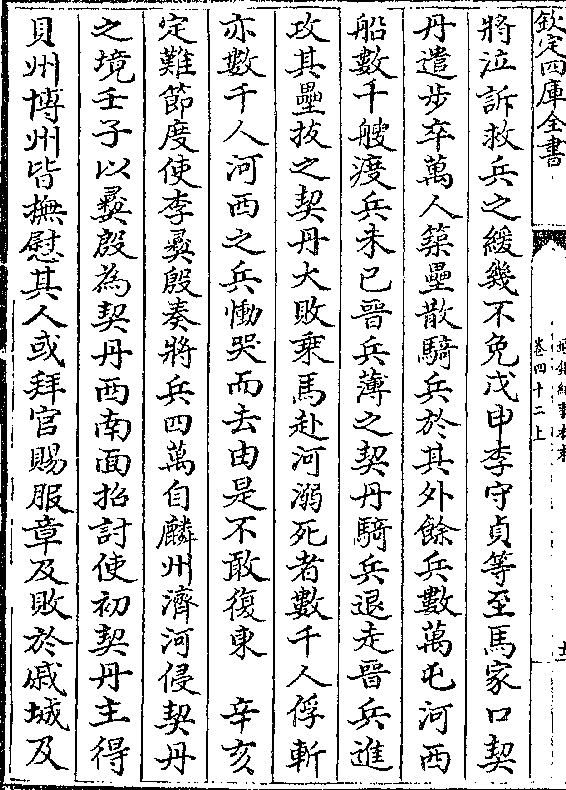 欽定四庫全書
卷四十二上
將泣訴救兵之緩幾不免戊申李守貞等至馬家口契
丹遣步卒萬人築壘散騎兵於其外餘兵數萬屯河西
船數千艘渡兵未已晉兵薄之契丹騎兵退走晉兵進
攻其壘拔之契丹大敗乗馬赴河溺死者數千人俘斬
亦數千人河西之兵慟哭而去由是不敢復東　辛亥
定難節度使李彝殷奏將兵四萬自麟州濟河侵契丹
之境壬子以彝殷為契丹西南面招討使初契丹主得
貝州博州皆撫慰其人或拜官賜服章及敗於戚城及